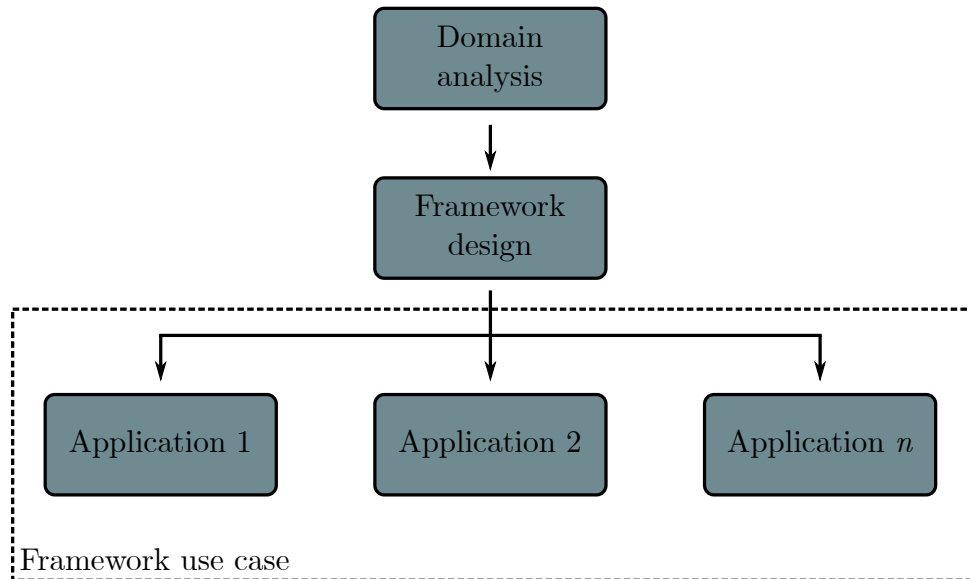 Domain
analysis
Framework
design
Application 1
Application 2
Application n
Framework use case